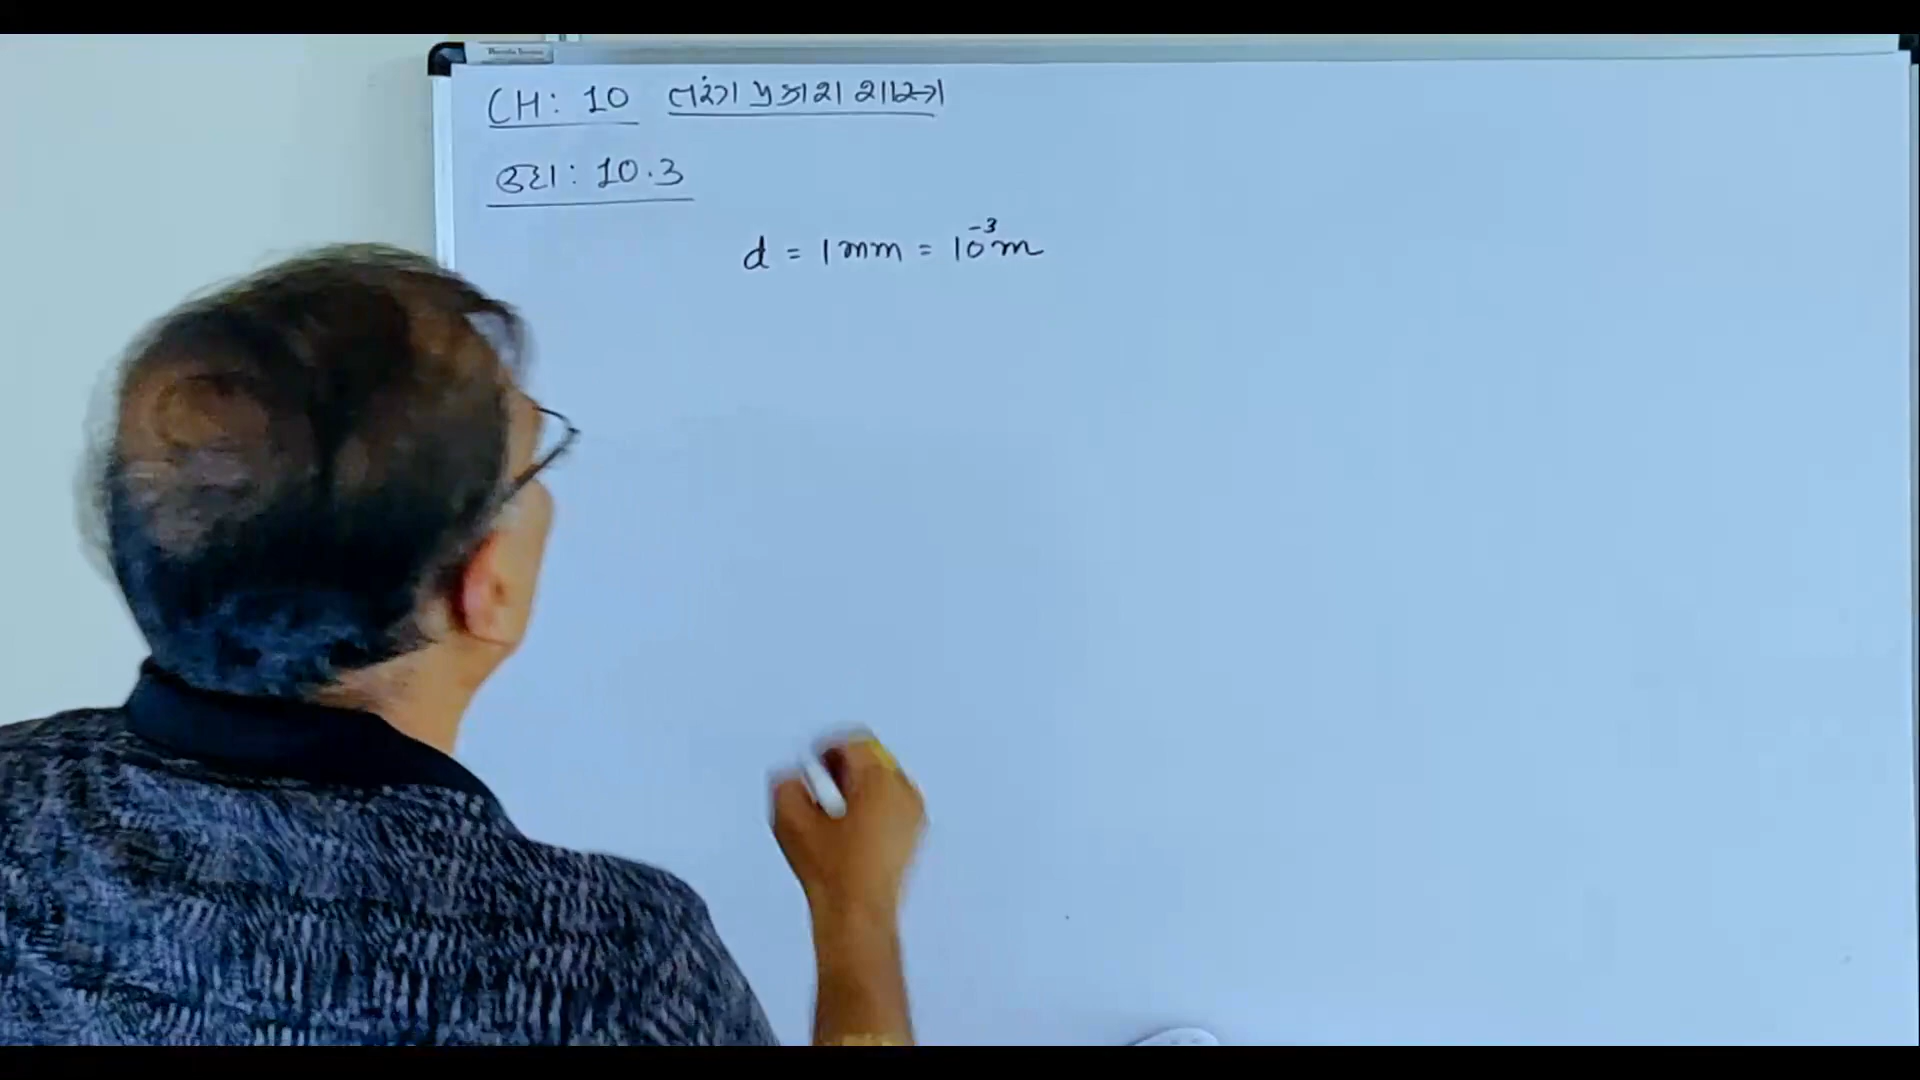 CH: 10 તરંગ પ્રકાશ શાસ્ત્ર
ઉદા: 10.3
d = 1mm = 10⁻³m